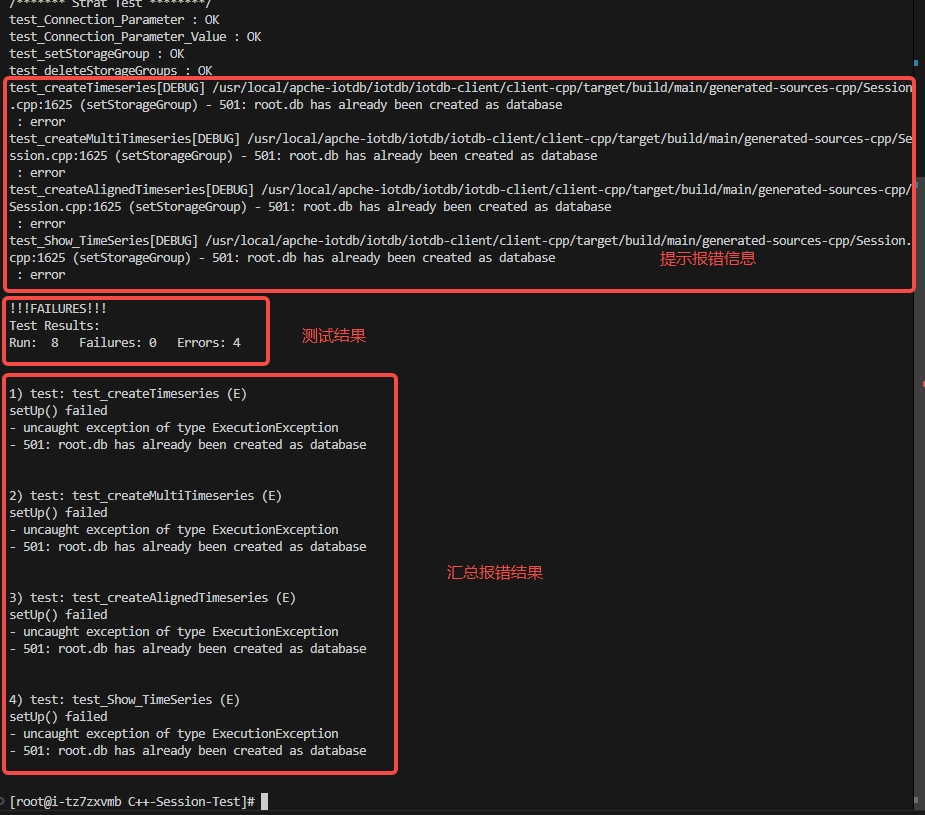 /******* Strat Test ********/
test_Connection_Parameter : OK
test_Connection_Parameter_Value : OK
test_setStorageGroup : OK
test_deleteStorageGroups : OK
test_createTimeseries[DEBUG] /usr/local/apche-iotdb/iotdb/iotdb-client/client-cpp/target/build/main/generated-sources-cpp/Session
.cpp:1625 (setStorageGroup) - 501: root.db has already been created as database
 : error
test_createMultiTimeseries[DEBUG] /usr/local/apche-iotdb/iotdb/iotdb-client/client-cpp/target/build/main/generated-sources-cpp/Se
ssion.cpp:1625 (setStorageGroup) - 501: root.db has already been created as database
 : error
test_createAlignedTimeseries[DEBUG] /usr/local/apche-iotdb/iotdb/iotdb-client/client-cpp/target/build/main/generated-sources-cpp/
Session.cpp:1625 (setStorageGroup) - 501: root.db has already been created as database
 : error
test_Show_TimeSeries[DEBUG] /usr/local/apche-iotdb/iotdb/iotdb-client/client-cpp/target/build/main/generated-sources-cpp/Session.
cpp:1625 (setStorageGroup) - 501: root.db has already been created as database
提示报错信息
 : error
!!!FAILURES!!!
Test Results:
测试结果
Run:  8   Failures: 0   Errors: 4
1) test: test_createTimeseries (E)
setUp() failed
- uncaught exception of type ExecutionException
- 501: root.db has already been created as database
2) test: test_createMultiTimeseries (E)
setUp() failed
- uncaught exception of type ExecutionException
- 501: root.db has already been created as database
汇总报错结果
3) test: test_createAlignedTimeseries (E)
setUp() failed
- uncaught exception of type ExecutionException
- 501: root.db has already been created as database
4) test: test_Show_TimeSeries (E)
setUp() failed
- uncaught exception of type ExecutionException
- 501: root.db has already been created as database
[root@i-tz7zxvmb C++-Session-Test]#